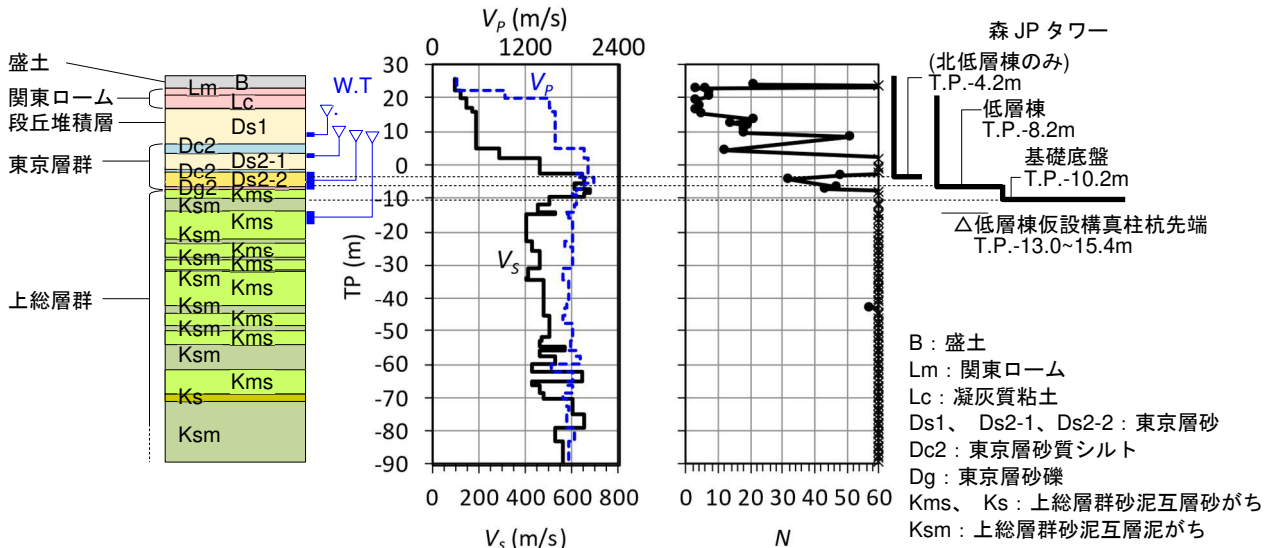 盛土
関東ローム
段丘堆積層
東京層群
上総層群
B
Lm
Lc
Ds1
Dc2
Ds2-1
Dc2
Ds2-2
Dg2
Kms
Ksm
Kms
Ksm
Kms
Ksm
Kms
Ksm
Kms
Ksm
Kms
Ksm
Kms
Ksm
Kms
Ks
Ksm
W.T
VP (m/s)
0 1200 2400
30
20
10
0
-10
-20
-30
-40
-50
-60
-70
-80
-90
TP (m)
VP
VS
0 200 400 600 800
VS (m/s)
0 10 20 30 40 50 60
N
森 JP タワー
(北低層棟のみ)
T.P.-4.2m
低層棟
T.P.-8.2m
基礎底盤
T.P.-10.2m
△低層棟仮設構真柱杭先端
T.P.-13.0~15.4m
B：盛土
Lm：関東ローム
Lc：凝灰質粘土
Ds1、 Ds2-1、Ds2-2：東京層砂
Dc2：東京層砂質シルト
Dg：東京層砂礫
Kms、 Ks：上総層群砂泥互層砂がち
Ksm：上総層群砂泥互層泥がち